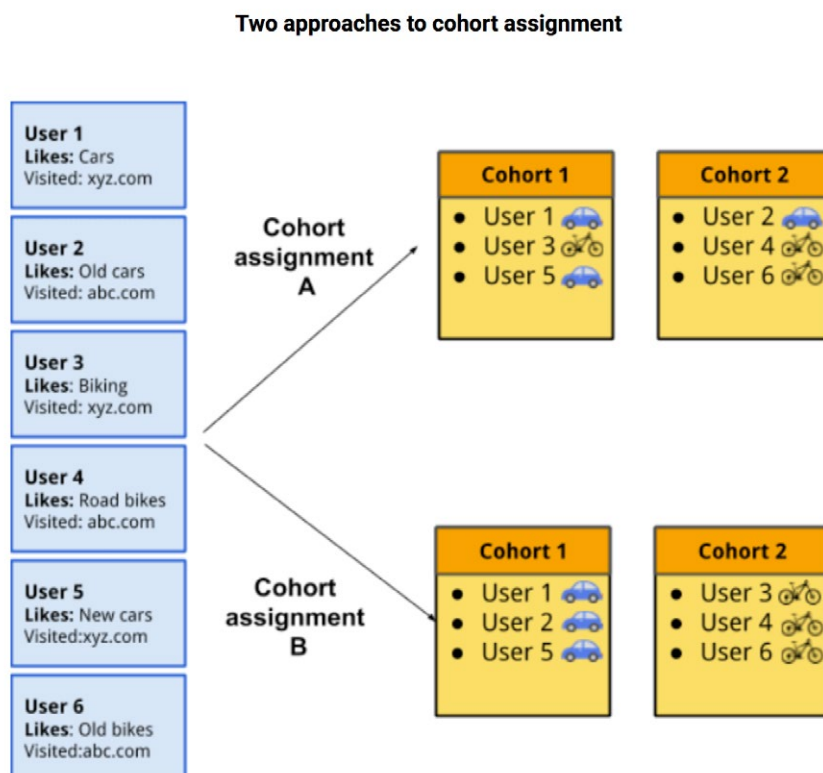 Two approaches to cohort assignment
User 1
Likes: Cars
Visited: xyz.com
User 2
Likes: Old cars
Visited: abc.com
User 3
Likes: Biking
Visited: xyz.com
User 4
Likes: Road bikes
Visited: abc.com
User 5
Likes: New cars
Visited:xyz.com
User 6
Likes: Old bikes
Visited:abc.com
Cohort
assignment
A
Cohort 1
• User 1
• User 3
• User 5
Cohort 2
• User 2
• User 4
• User 6
Cohort
assignment
B
Cohort 1
• User 1
• User 2
• User 5
Cohort 2
• User 3
• User 4
• User 6